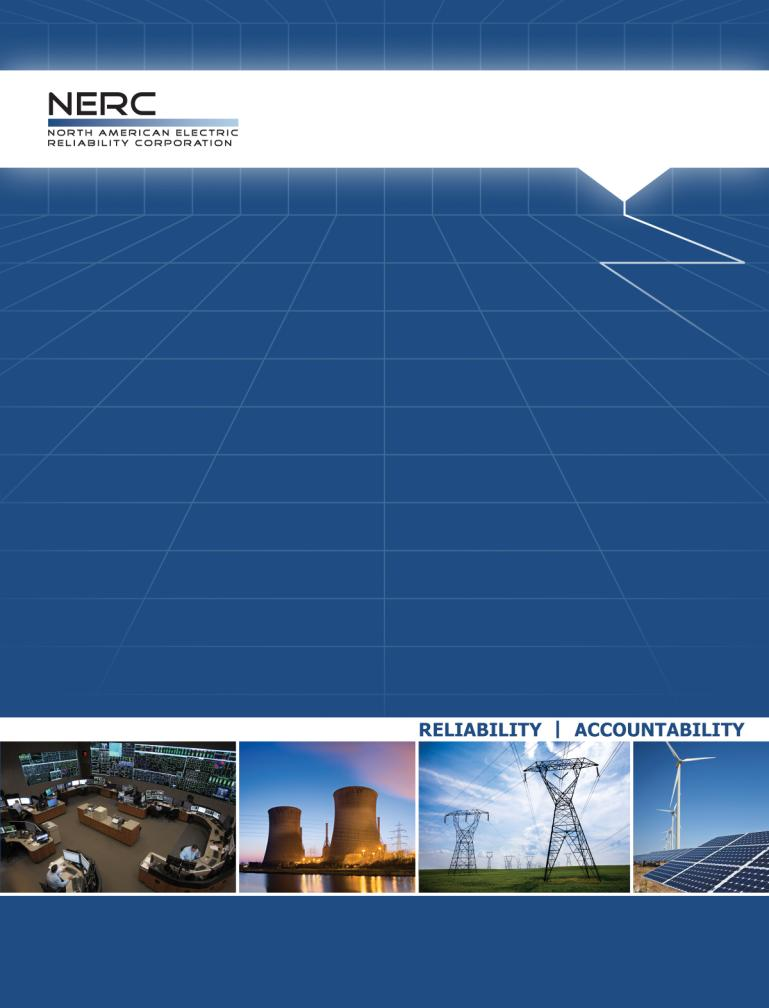 NERC
NORTH AMERICAN ELECTRIC
RELIABILITY CORPORATION
RELIABILITY | ACCOUNTABILITY